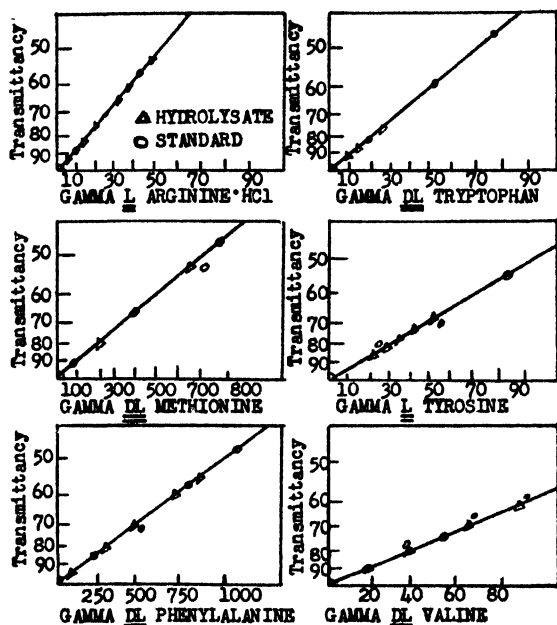 Transmittancy
50
60
70
80
90
△ HYDROLYSATE
○ STANDARD
10 30 50 70 90
GAMMA L ARGININE·HCl
Transmittancy
50
60
70
80
90
10 30 50 70 90
GAMMA DL TRYPTOPHAN
Transmittancy
50
60
70
80
90
100 300 500 700 800
GAMMA DL METHIONINE
Transmittancy
50
60
70
80
90
10 30 50 70 90
GAMMA L TYROSINE
Transmittancy
50
60
70
80
90
250 500 750 1000
GAMMA DL PHENYLALANINE
Transmittancy
50
60
70
80
90
20 40 60 80
GAMMA DL VALINE